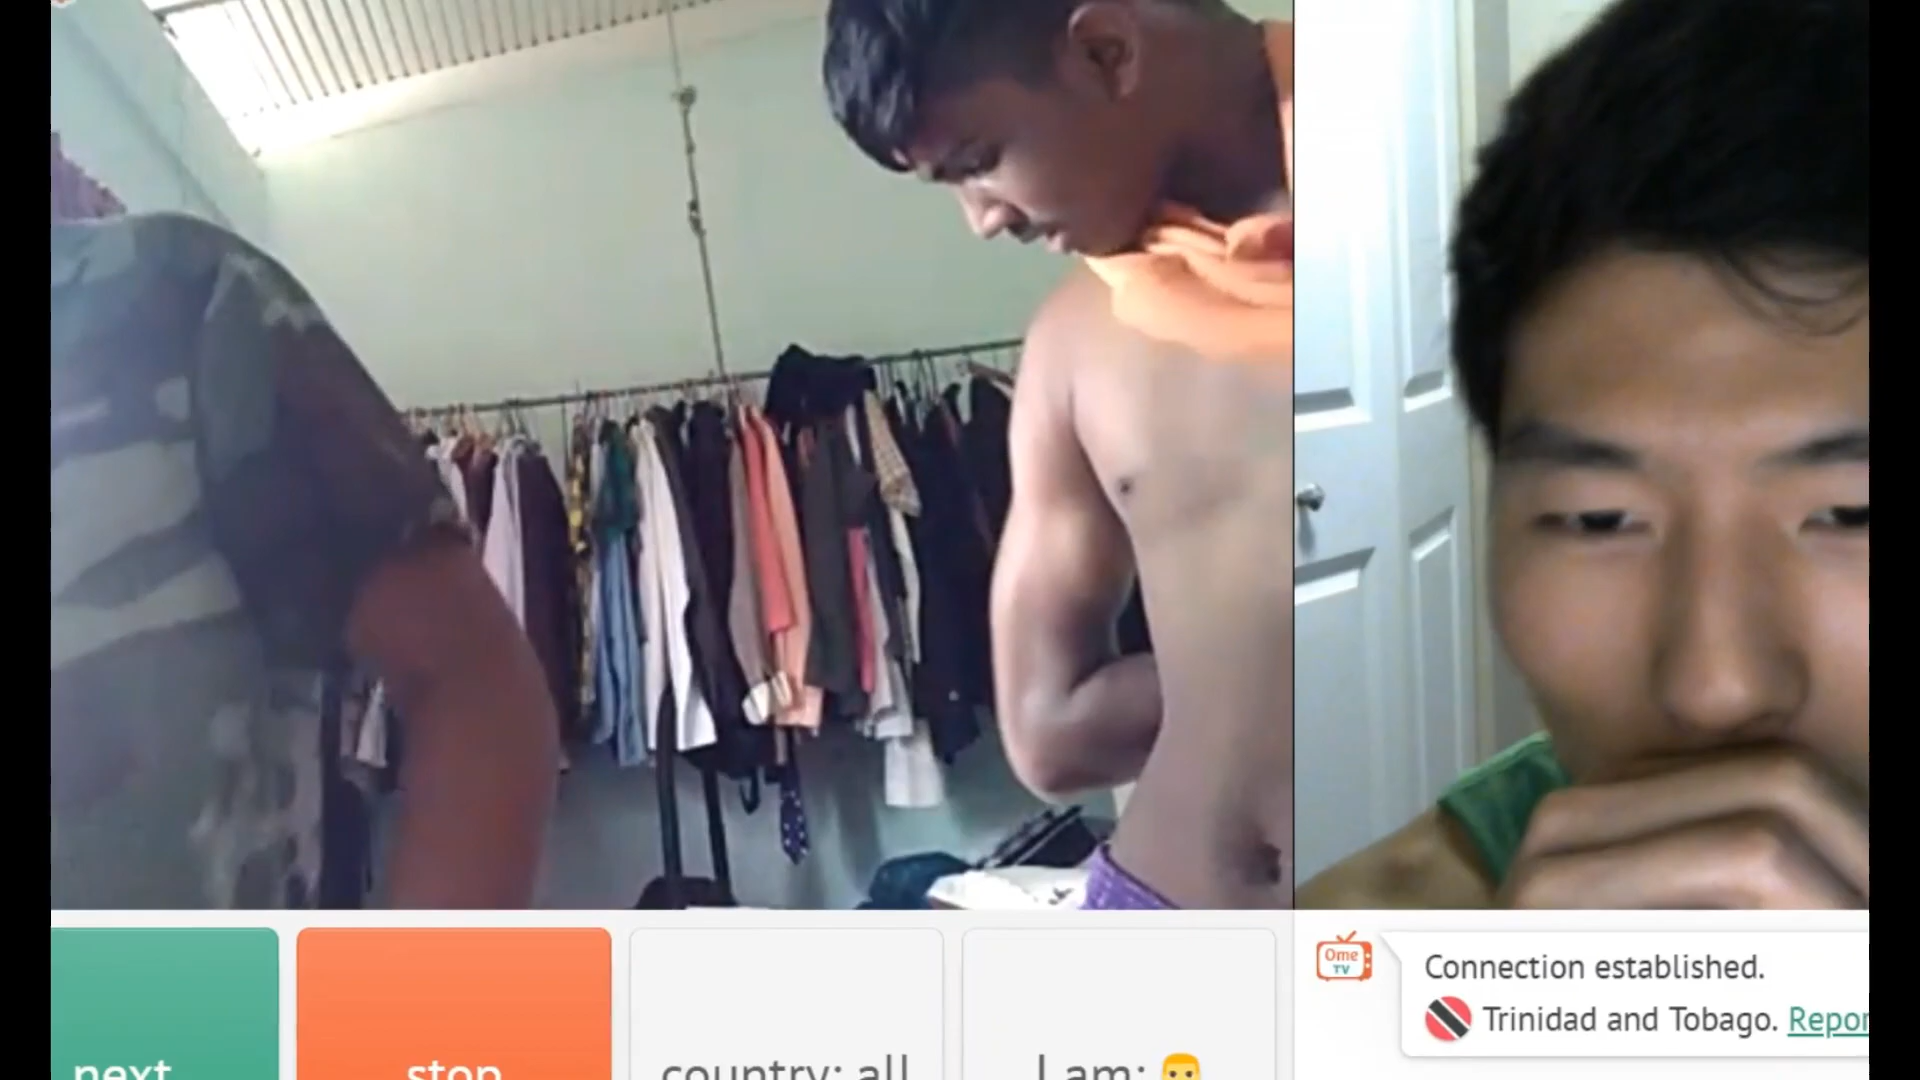 next
stop
country: all
I am:
Ome
TV
Connection established.
Trinidad and Tobago. Repor